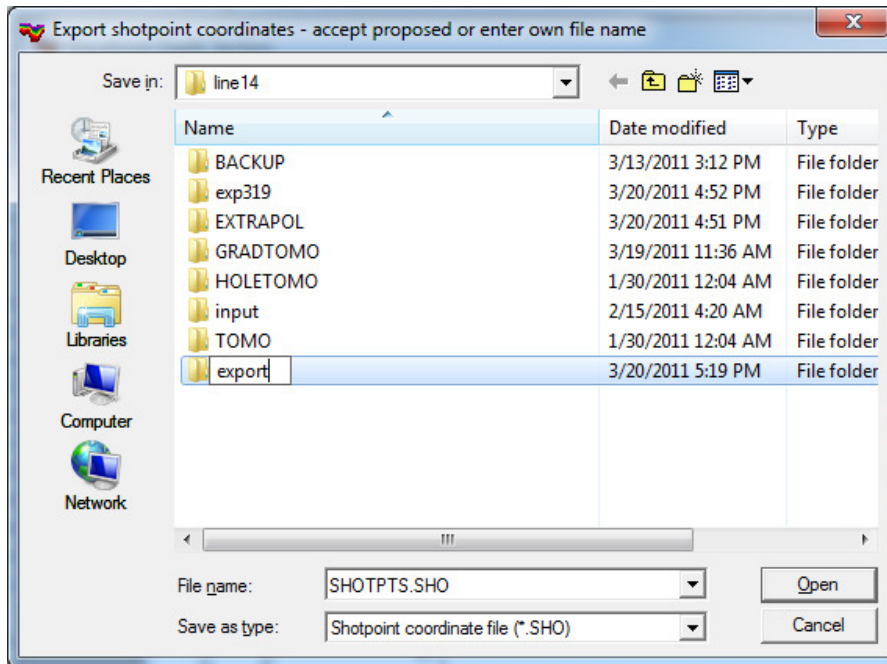 Export shotpoint coordinates - accept proposed or enter own file name
Save in: line14
Name Date modified Type
BACKUP 3/13/2011 3:12 PM File folder
exp319 3/20/2011 4:52 PM File folder
EXTRAPOL 3/20/2011 4:51 PM File folder
GRADTOMO 3/19/2011 11:36 AM File folder
HOLETOMO 1/30/2011 12:04 AM File folder
input 2/15/2011 4:20 AM File folder
TOMO 1/30/2011 12:04 AM File folder
export 3/20/2011 5:19 PM File folder
Recent Places
Desktop
Libraries
Computer
Network
File name: SHOTPTS.SHO Open
Save as type: Shotpoint coordinate file (*.SHO) Cancel